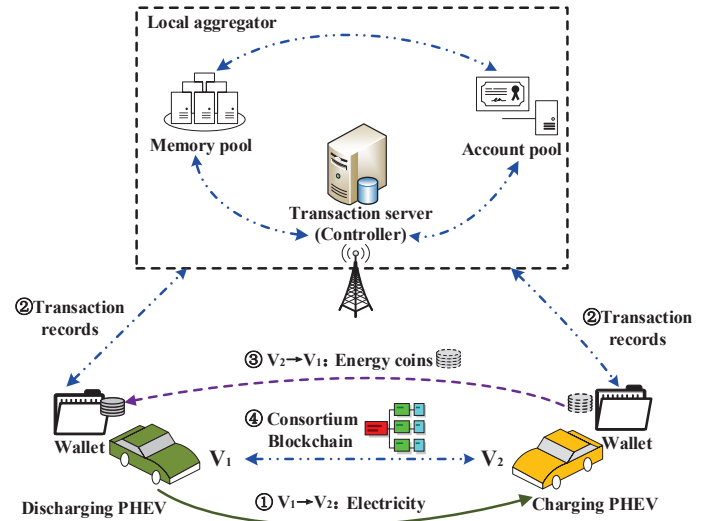 Local aggregator
Memory pool
Account pool
Transaction server
(Controller)
②Transaction
records
②Transaction
records
③ V₂→V₁: Energy coins
Wallet
④ Consortium
Blockchain
Wallet
V₁
V₂
Discharging PHEV
① V₁→V₂: Electricity
Charging PHEV